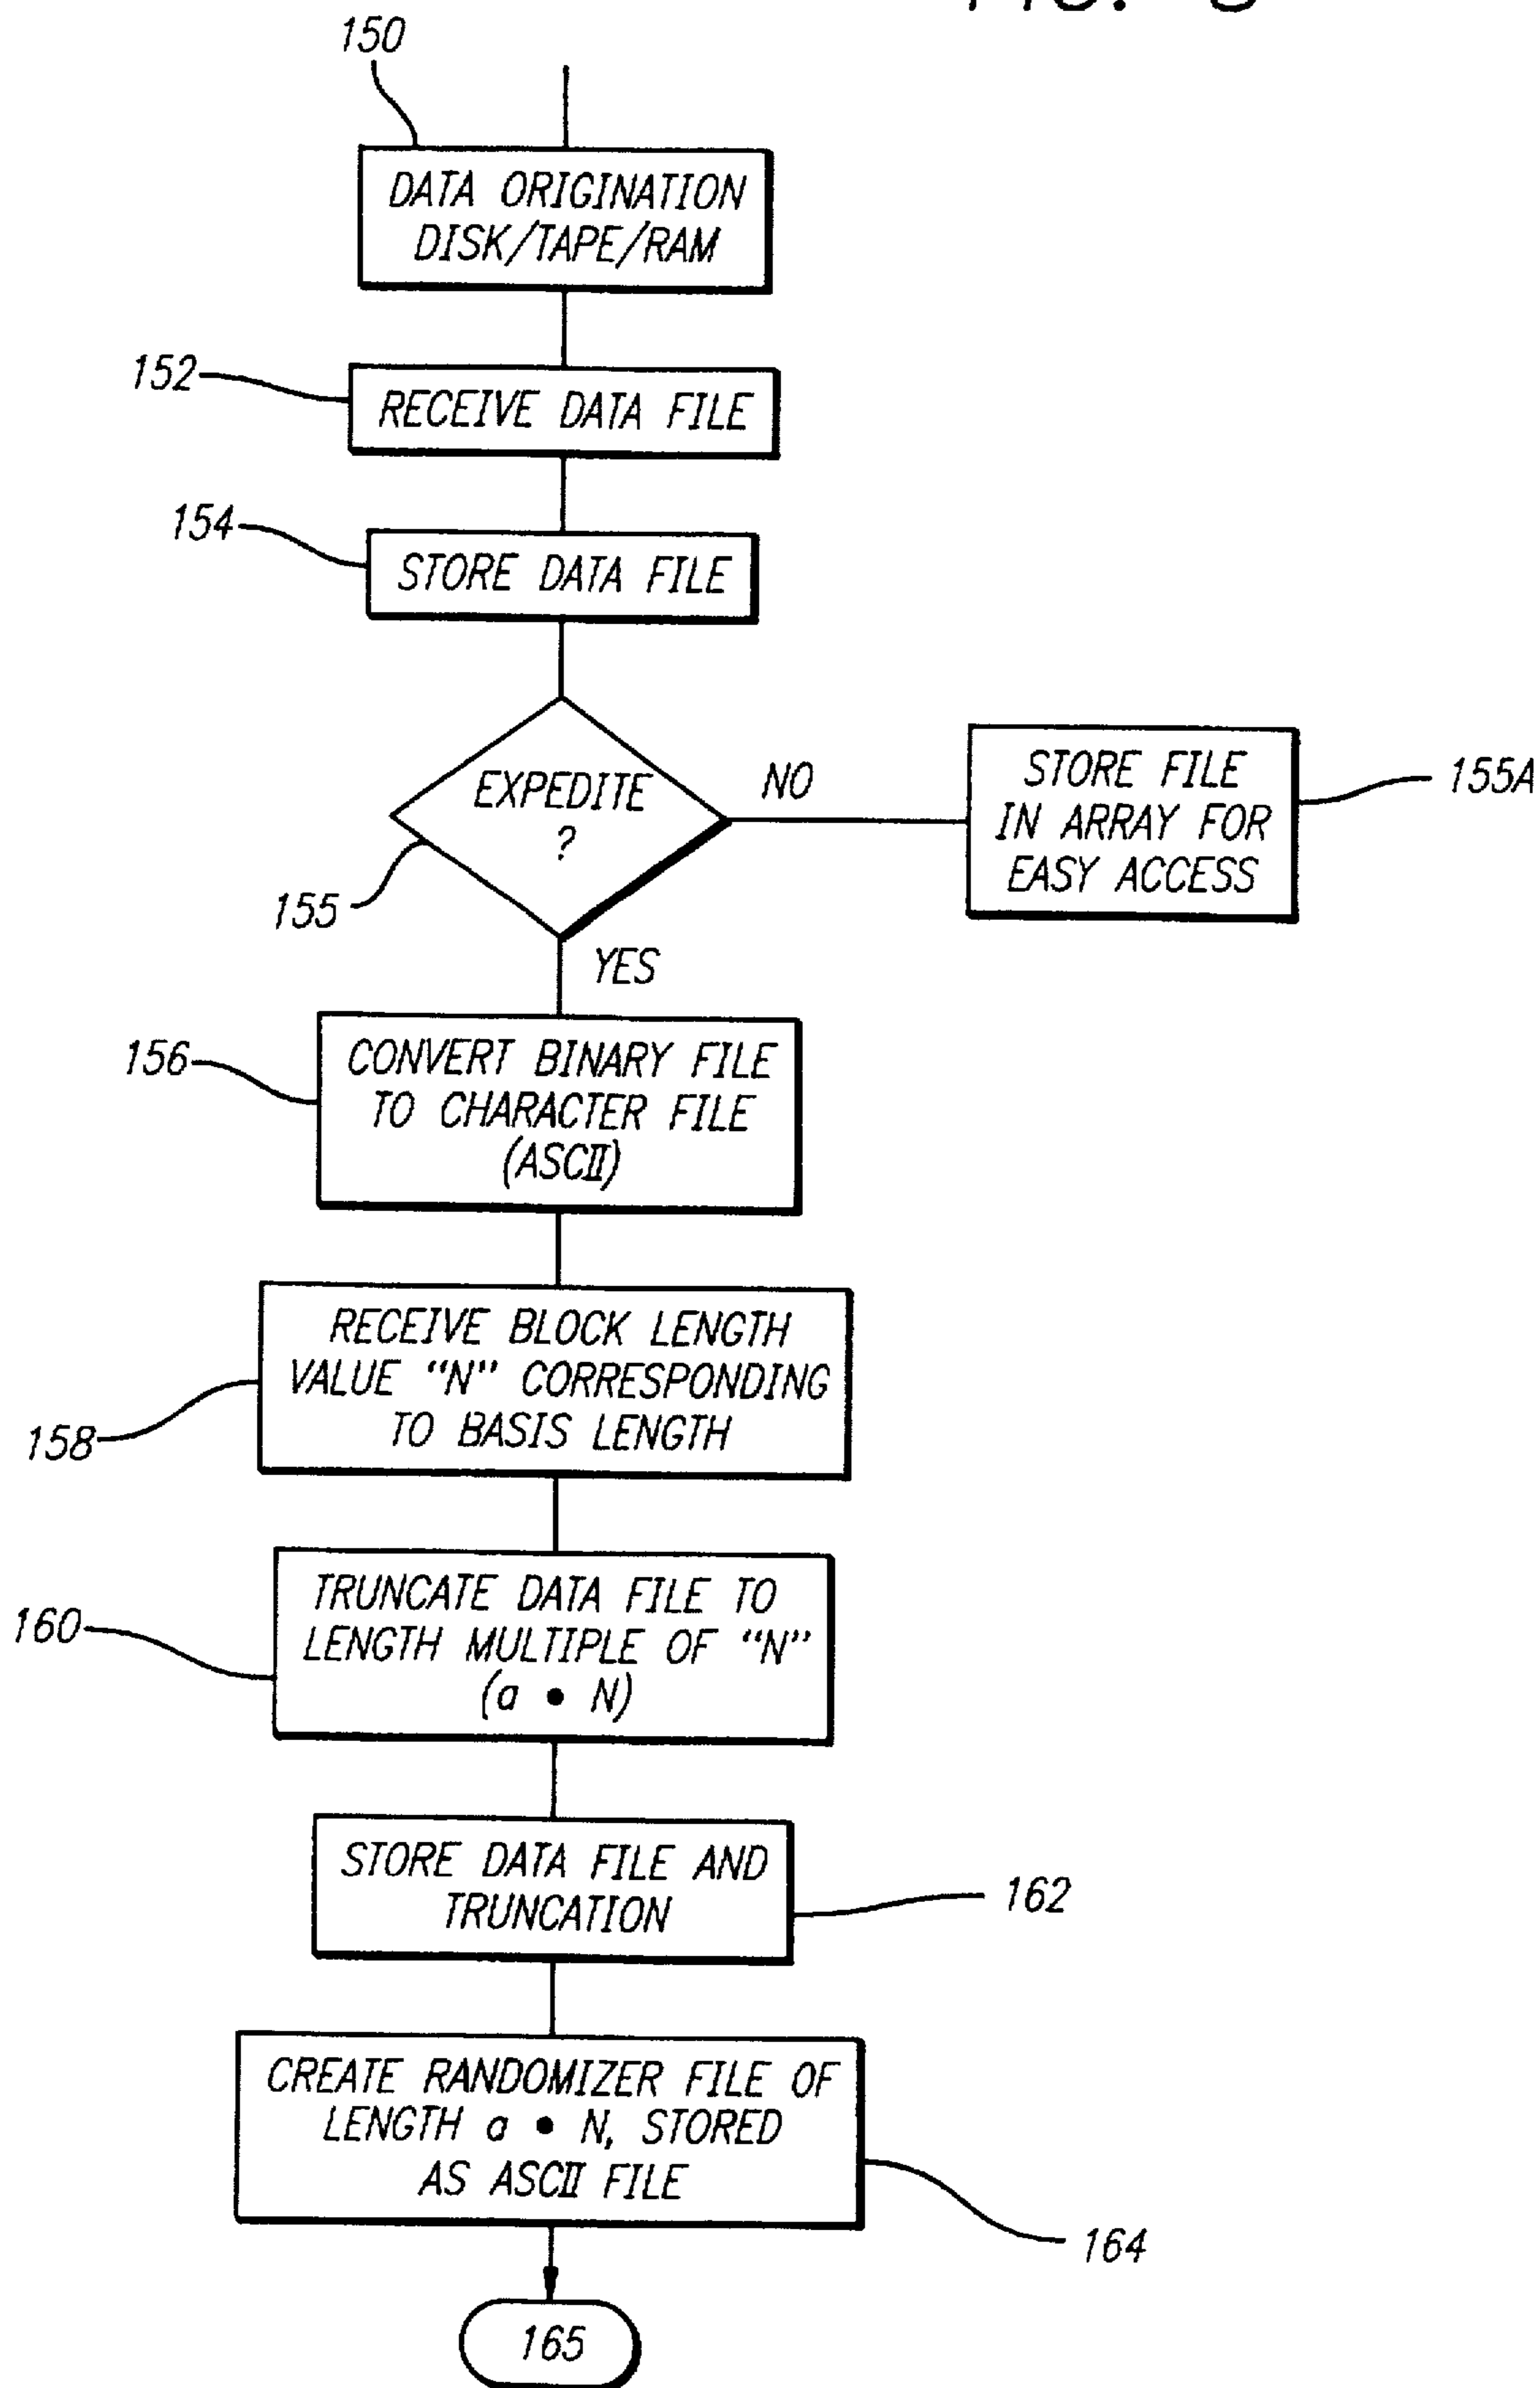 150
DATA ORIGINATION
DISK/TAPE/RAM
152
RECEIVE DATA FILE
154
STORE DATA FILE
EXPEDITE
?
155
NO
STORE FILE
IN ARRAY FOR
EASY ACCESS
155A
YES
156
CONVERT BINARY FILE
TO CHARACTER FILE
(ASCII)
RECEIVE BLOCK LENGTH
VALUE “N” CORRESPONDING
TO BASIS LENGTH
158
TRUNCATE DATA FILE TO
LENGTH MULTIPLE OF “N”
(a • N)
160
STORE DATA FILE AND
TRUNCATION
162
CREATE RANDOMIZER FILE OF
LENGTH a • N, STORED
AS ASCII FILE
164
165